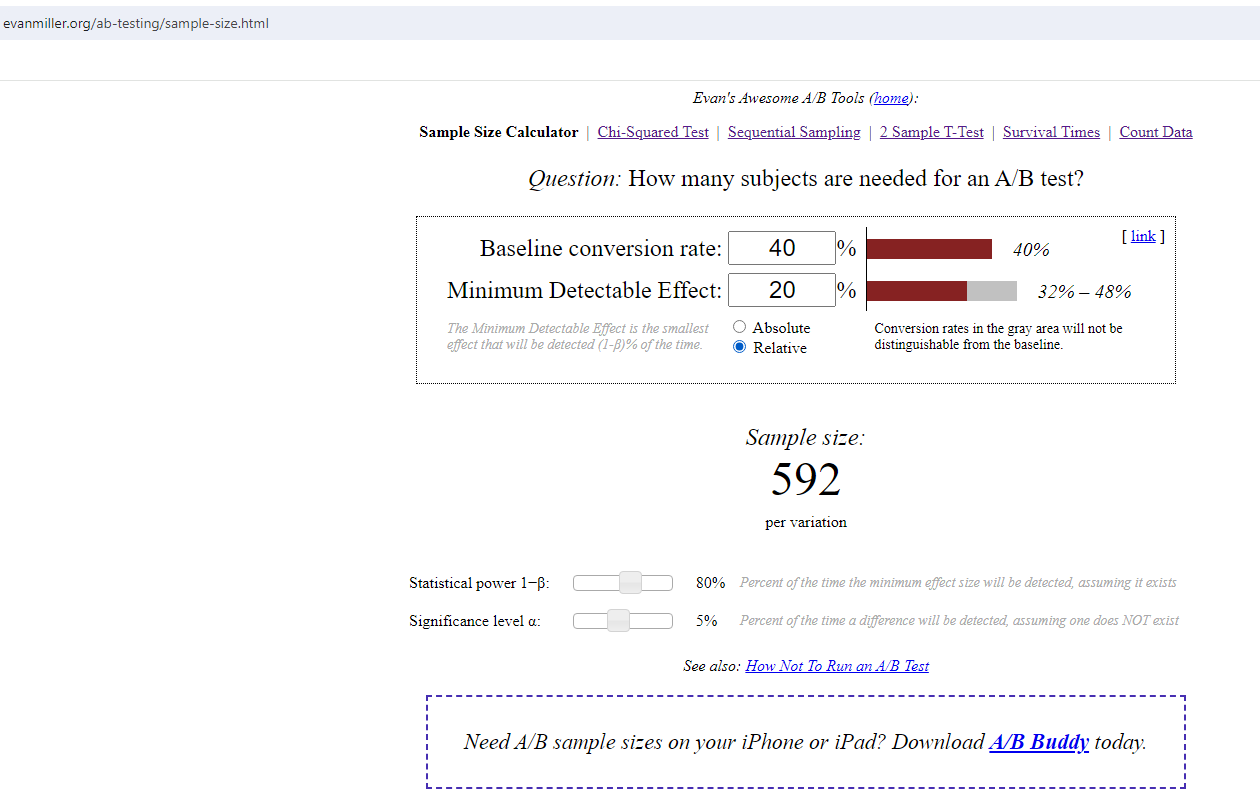 evanmiller.org/ab-testing/sample-size.html
Evan's Awesome A/B Tools (home):
Sample Size Calculator | Chi-Squared Test | Sequential Sampling | 2 Sample T-Test | Survival Times | Count Data
Question: How many subjects are needed for an A/B test?
[ link ]
Baseline conversion rate: 40 % 40%
Minimum Detectable Effect: 20 % 32% – 48%
The Minimum Detectable Effect is the smallest
effect that will be detected (1-β)% of the time.
Absolute
Relative
Conversion rates in the gray area will not be
distinguishable from the baseline.
Sample size:
592
per variation
Statistical power 1−β: 80% Percent of the time the minimum effect size will be detected, assuming it exists
Significance level α: 5% Percent of the time a difference will be detected, assuming one does NOT exist
See also: How Not To Run an A/B Test
Need A/B sample sizes on your iPhone or iPad? Download A/B Buddy today.